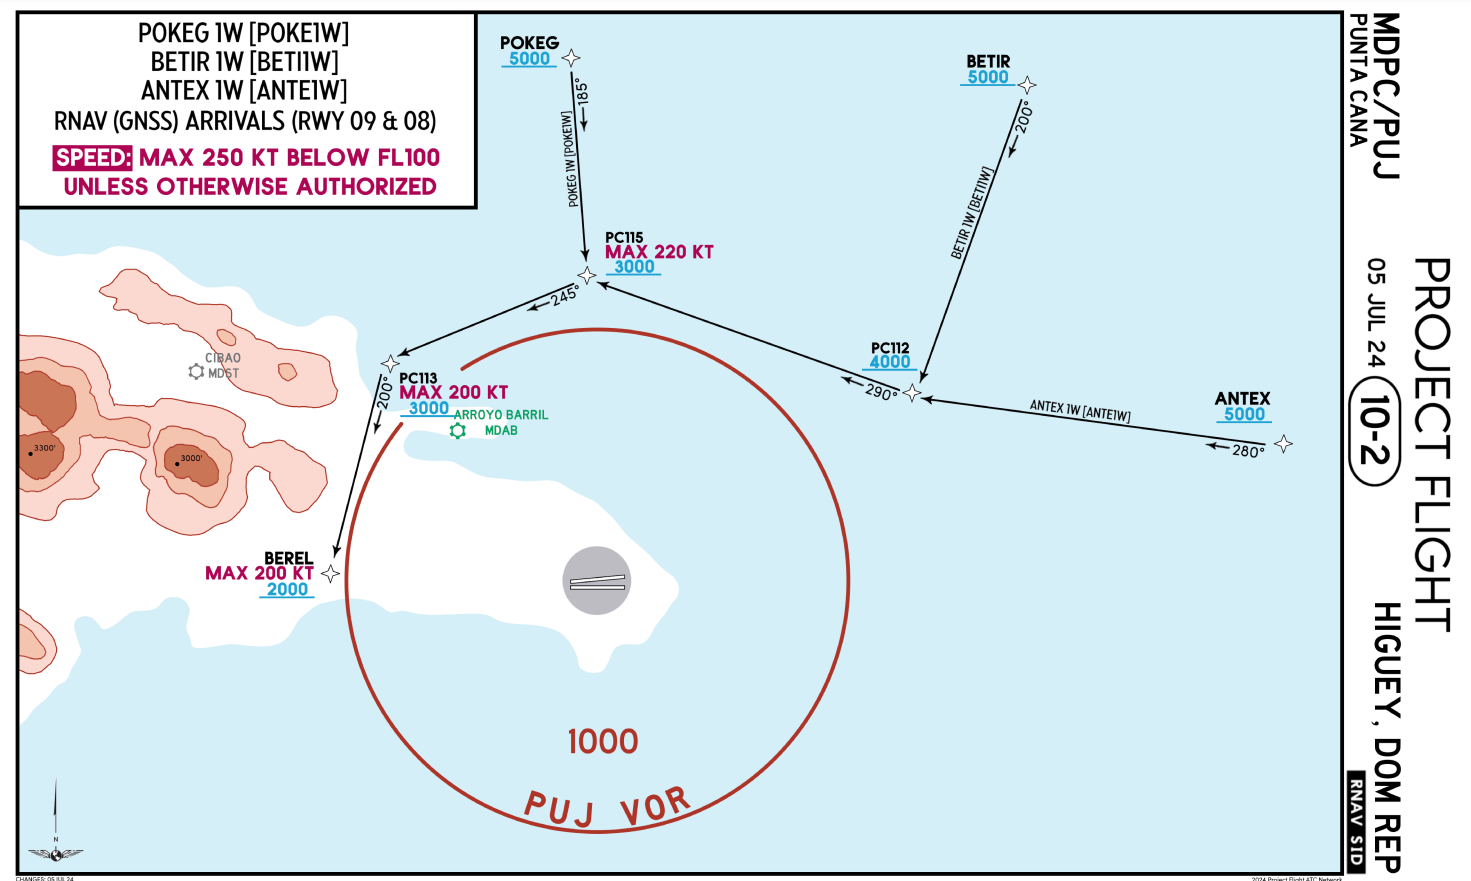 POKEG 1W [POKE1W]
BETIR 1W [BETI1W]
ANTEX 1W [ANTE1W]
RNAV (GNSS) ARRIVALS (RWY 09 & 08)
SPEED: MAX 250 KT BELOW FL100
UNLESS OTHERWISE AUTHORIZED
POKEG
5000
185°
POKEG 1W [POKE1W]
BETIR
5000
200°
BETIR 1W [BETI1W]
PC115
MAX 220 KT
3000
245°
PC112
4000
290°
ANTEX 1W [ANTE1W]
ANTEX
5000
280°
CIBAO
MDST
PC113
MAX 200 KT
3000
200°
ARROYO BARRIL
MDAB
3300'
3000'
BEREL
MAX 200 KT
2000
1000
PUJ VOR
N
MDPC/PUJ
PUNTA CANA
PROJECT FLIGHT
05 JUL 24
10-2
HIGUEY, DOM REP
RNAV SID
CHANGES: 05 JUL 24
2024 Project Flight ATC Network